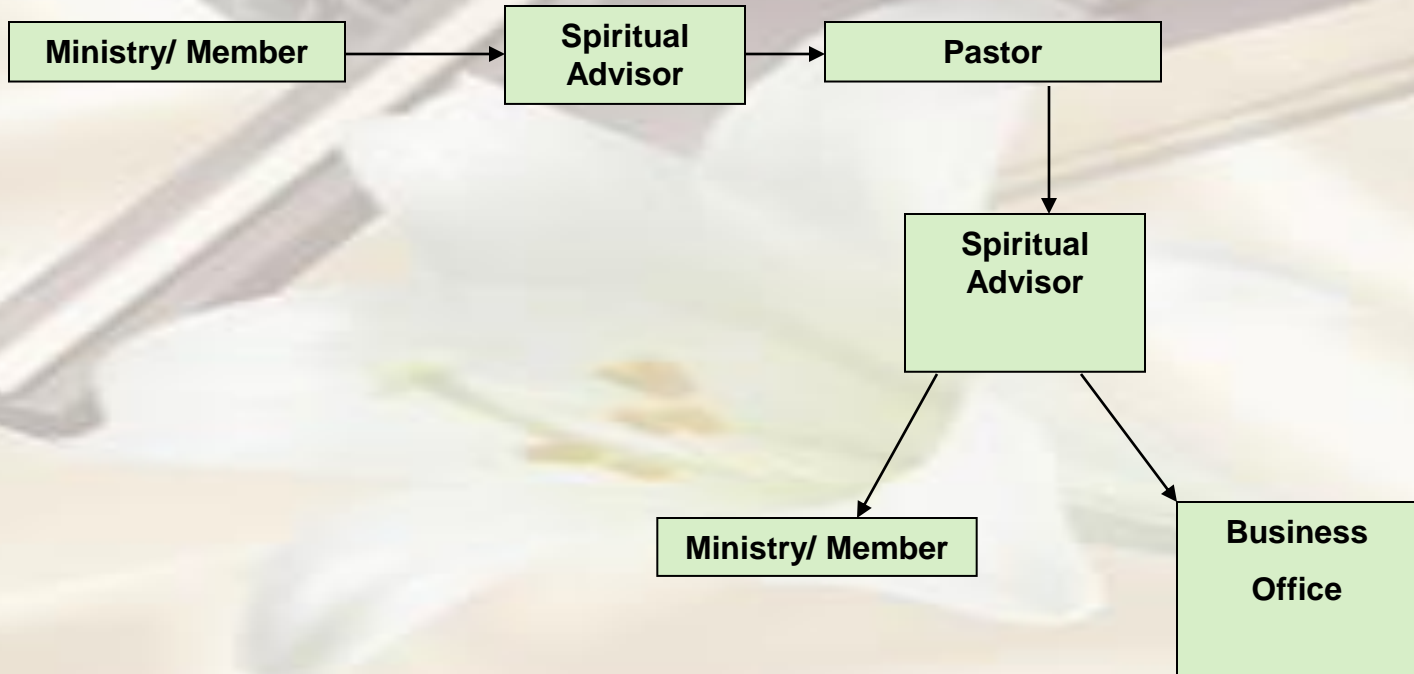 Ministry/ Member
Spiritual
Advisor
Pastor
Spiritual
Advisor
Ministry/ Member
Business
Office